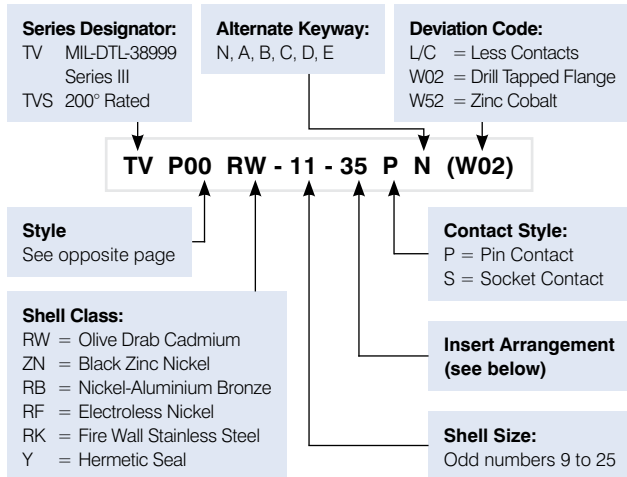 Series Designator:
TV MIL-DTL-38999
Series III
TVS 200° Rated
Alternate Keyway:
N, A, B, C, D, E
Deviation Code:
L/C = Less Contacts
W02 = Drill Tapped Flange
W52 = Zinc Cobalt
TV P00 RW - 11 - 35 P N (W02)
Style
See opposite page
Contact Style:
P = Pin Contact
S = Socket Contact
Shell Class:
RW = Olive Drab Cadmium
ZN = Black Zinc Nickel
RB = Nickel-Aluminium Bronze
RF = Electroless Nickel
RK = Fire Wall Stainless Steel
Y = Hermetic Seal
Insert Arrangement
(see below)
Shell Size:
Odd numbers 9 to 25